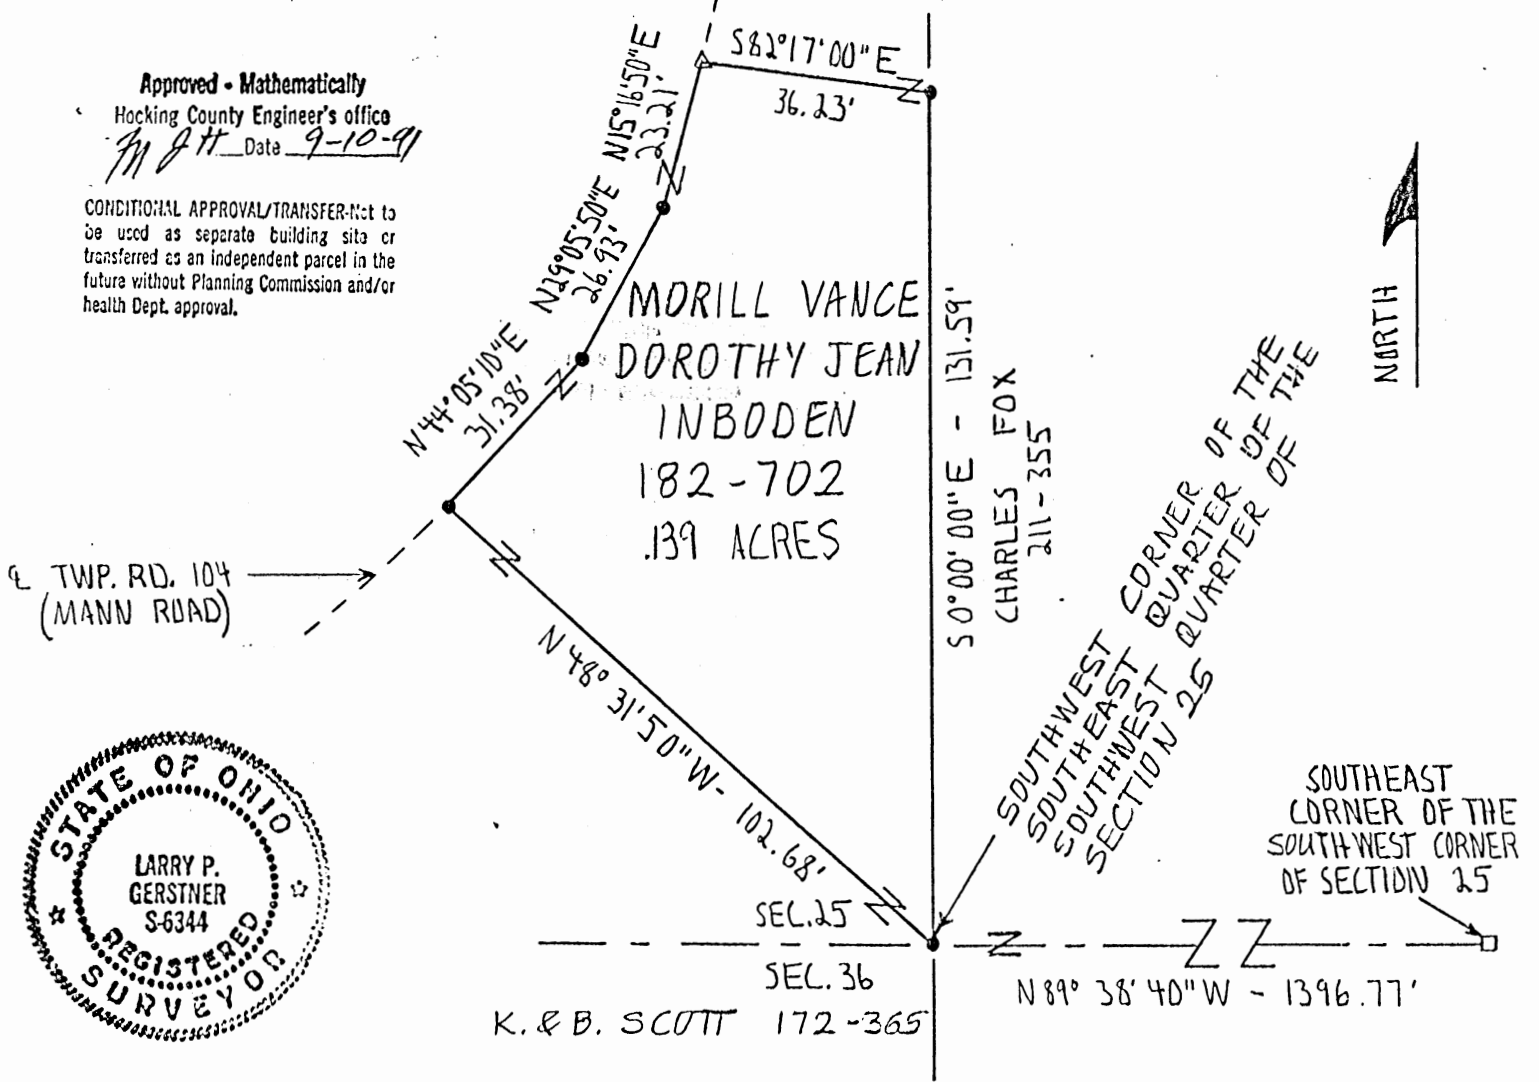 Approved - Mathematically
Hocking County Engineer's office
Date 9-10-91
CONDITIONAL APPROVAL/TRANSFER-Not to
be used as separate building site or
transferred as an independent parcel in the
future without Planning Commission and/or
health Dept. approval.
S82°17'00"E
36.23'
N15°16'50"E
23.21'
N29°05'50"E
26.93'
N44°05'10"E
31.38'
MORILL VANCE
DOROTHY JEAN
INBODEN
182-702
.139 ACRES
S0°00'00"E - 131.59'
CHARLES FOX
211-355
NORTH
℄ TWP. RD. 104
(MANN ROAD)
N 48° 31'50"W- 102.68'
SOUTHWEST CORNER OF THE
SOUTHEAST QUARTER OF THE
SOUTHWEST QUARTER OF
SECTION 25
SOUTHEAST
CORNER OF THE
SOUTHWEST CORNER
OF SECTION 25
STATE OF OHIO
LARRY P.
GERSTNER
S-6344
REGISTERED
SURVEYOR
SEC.25
SEC.36
N89° 38' 40"W - 1396.77'
K. & B. SCOTT 172-365